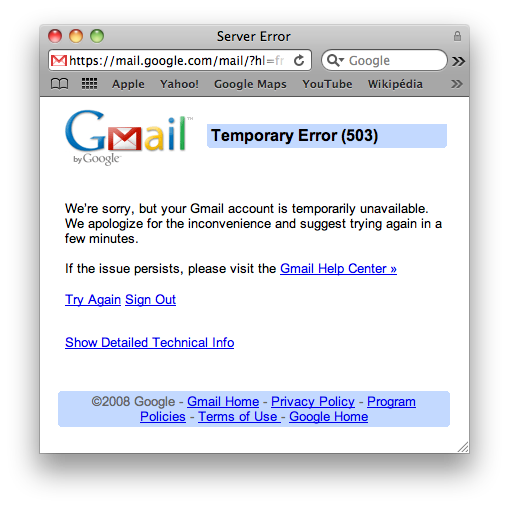 Server Error
https://mail.google.com/mail/?hl=fr
Google
Apple Yahoo! Google Maps YouTube Wikipédia
Gmail™
by Google™
Temporary Error (503)
We're sorry, but your Gmail account is temporarily unavailable.
We apologize for the inconvenience and suggest trying again in a
few minutes.
If the issue persists, please visit the Gmail Help Center »
Try Again Sign Out
Show Detailed Technical Info
©2008 Google - Gmail Home - Privacy Policy - Program
Policies - Terms of Use - Google Home